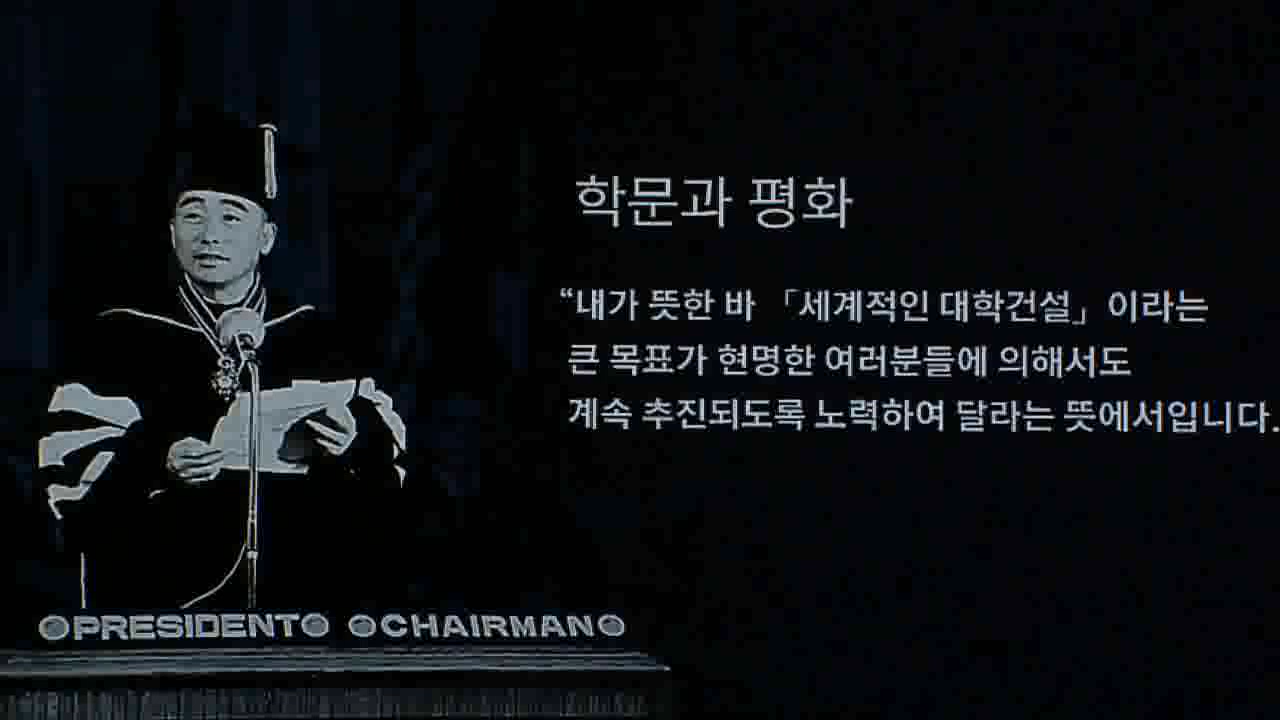 학문과 평화
“내가 뜻한 바 「세계적인 대학건설」이라는
큰 목표가 현명한 여러분들에 의해서도
계속 추진되도록 노력하여 달라는 뜻에서입니다.
PRESIDENT CHAIRMAN